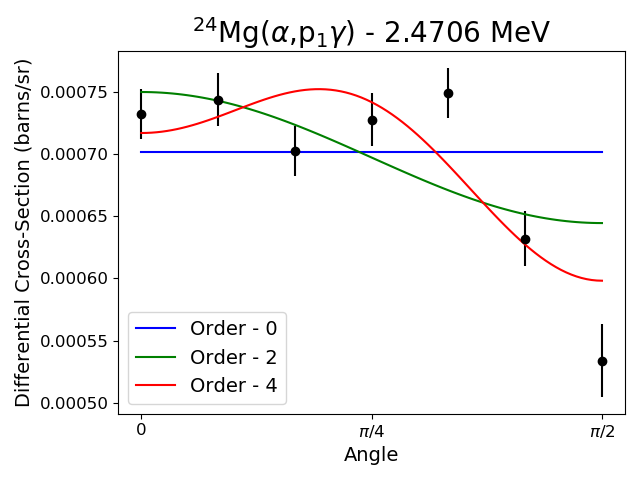 ²⁴Mg(α,p₁γ) - 2.4706 MeV
Differential Cross-Section (barns/sr)
0.00075
0.00070
0.00065
0.00060
0.00055
0.00050
Order - 0
Order - 2
Order - 4
0 π/4 π/2
Angle